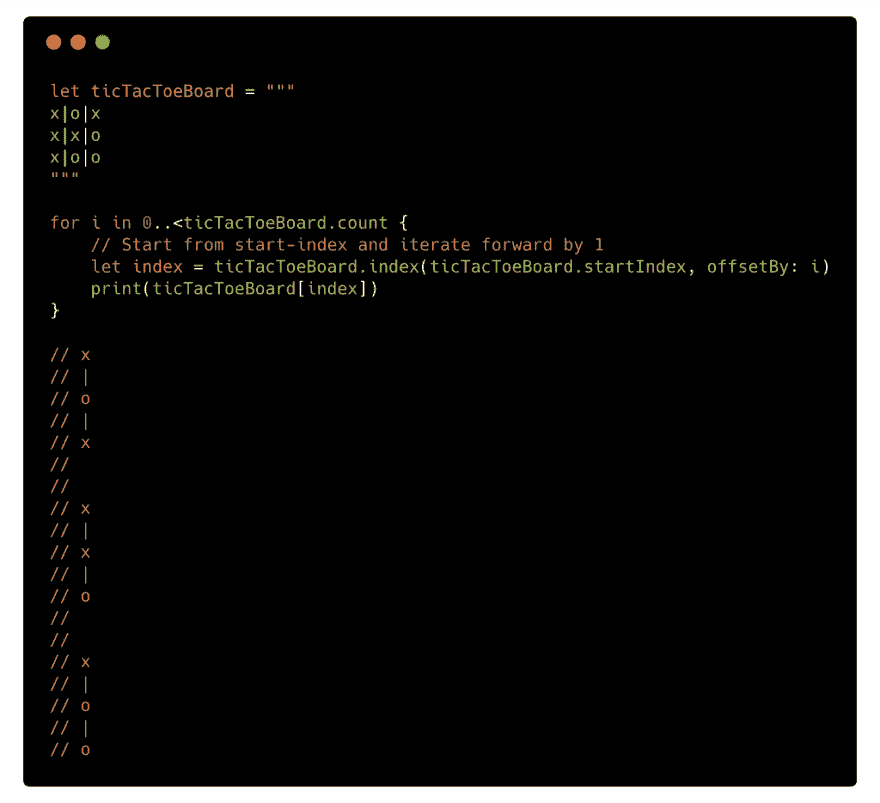 let ticTacToeBoard = """
x|o|x
x|x|o
x|o|o
"""
for i in 0..<ticTacToeBoard.count {
    // Start from start-index and iterate forward by 1
    let index = ticTacToeBoard.index(ticTacToeBoard.startIndex, offsetBy: i)
    print(ticTacToeBoard[index])
}
// x
// |
// o
// |
// x
//
//
// x
// |
// x
// |
// o
//
//
// x
// |
// o
// |
// o